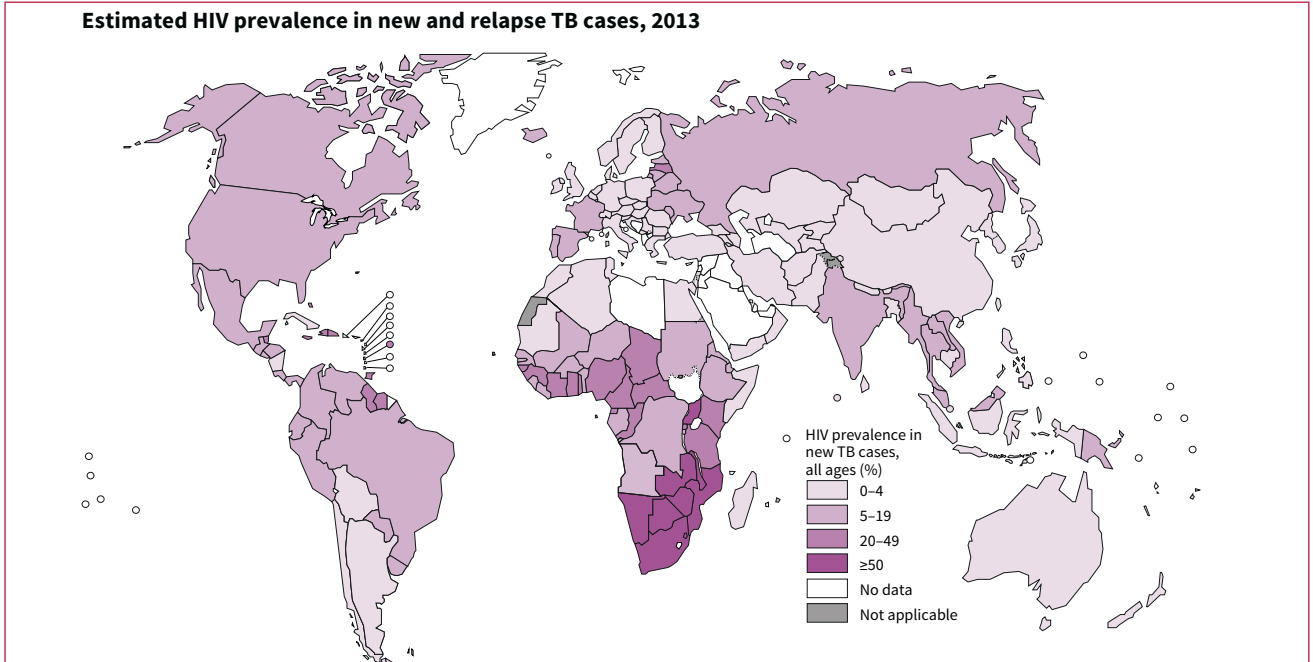 Estimated HIV prevalence in new and relapse TB cases, 2013
HIV prevalence in
new TB cases,
all ages (%)
0–4
5–19
20–49
≥50
No data
Not applicable